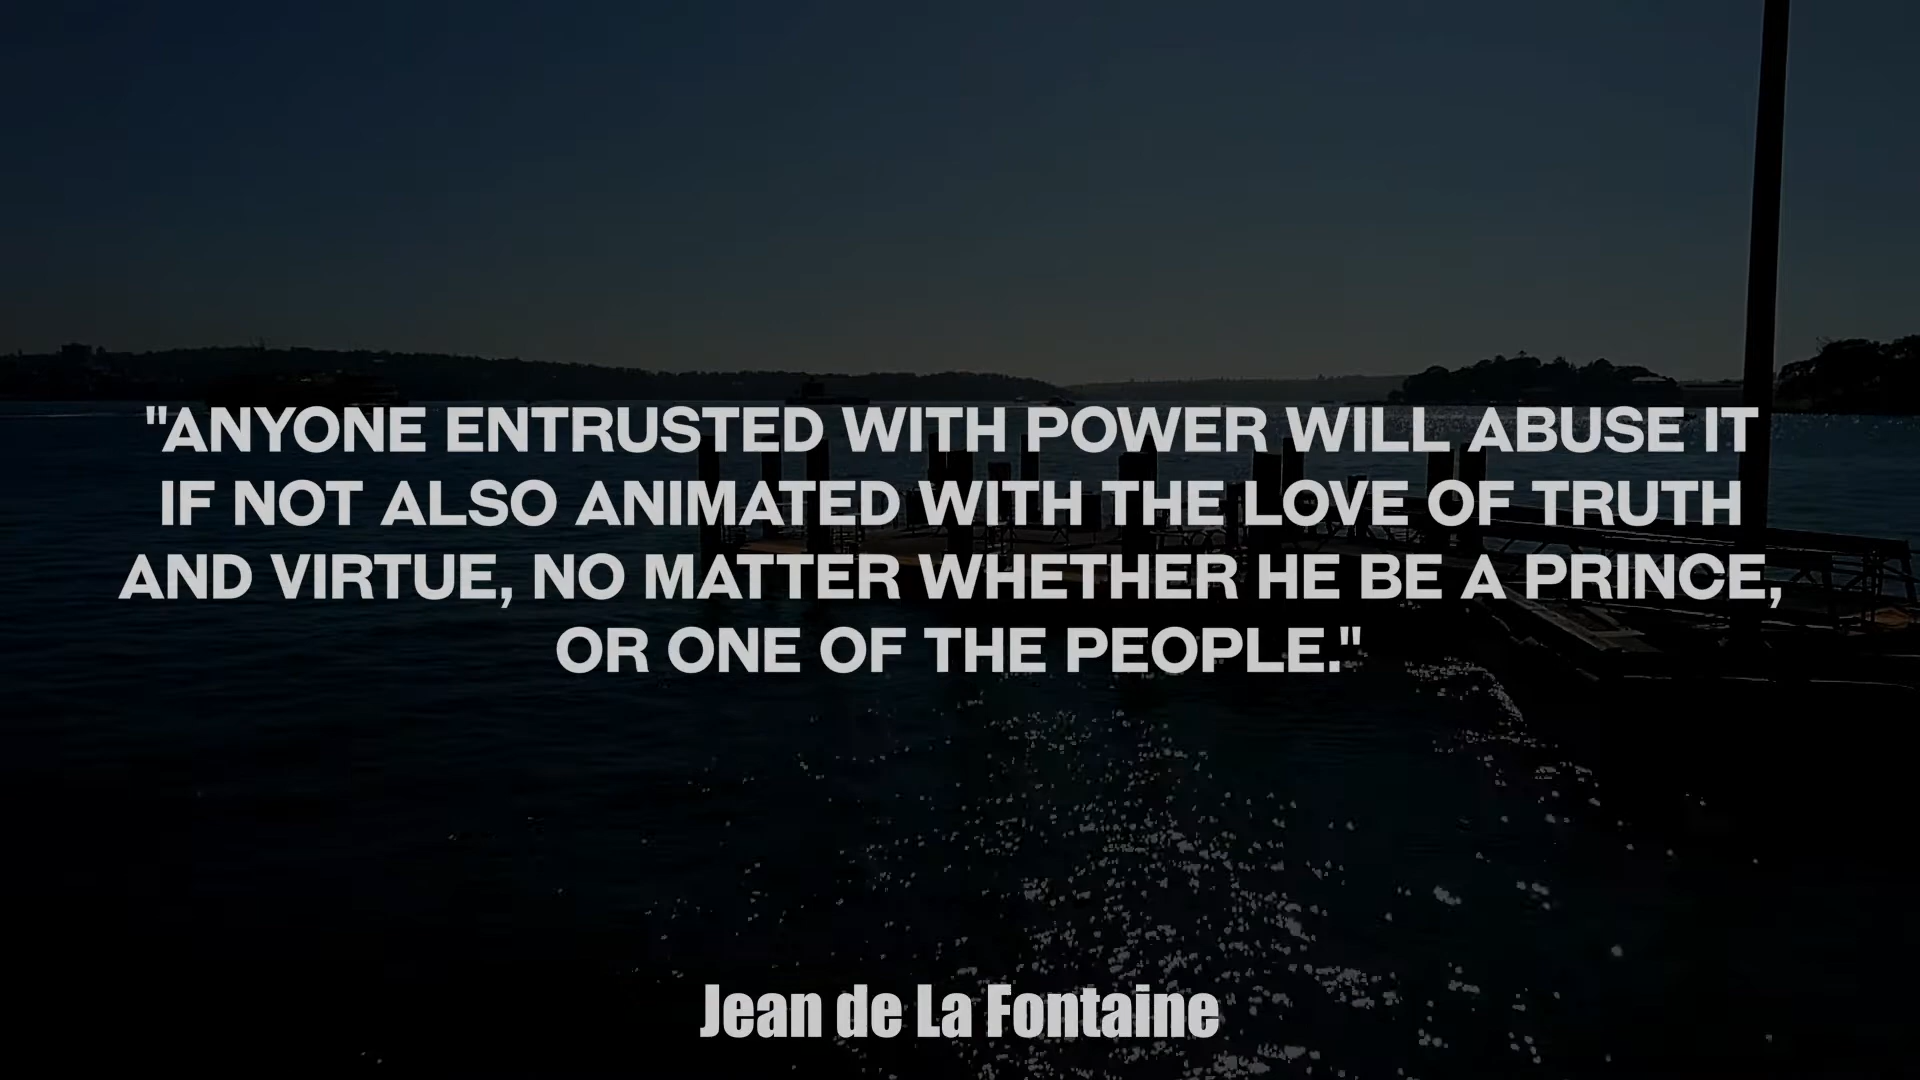 "ANYONE ENTRUSTED WITH POWER WILL ABUSE IT
IF NOT ALSO ANIMATED WITH THE LOVE OF TRUTH
AND VIRTUE, NO MATTER WHETHER HE BE A PRINCE,
OR ONE OF THE PEOPLE."
Jean de La Fontaine